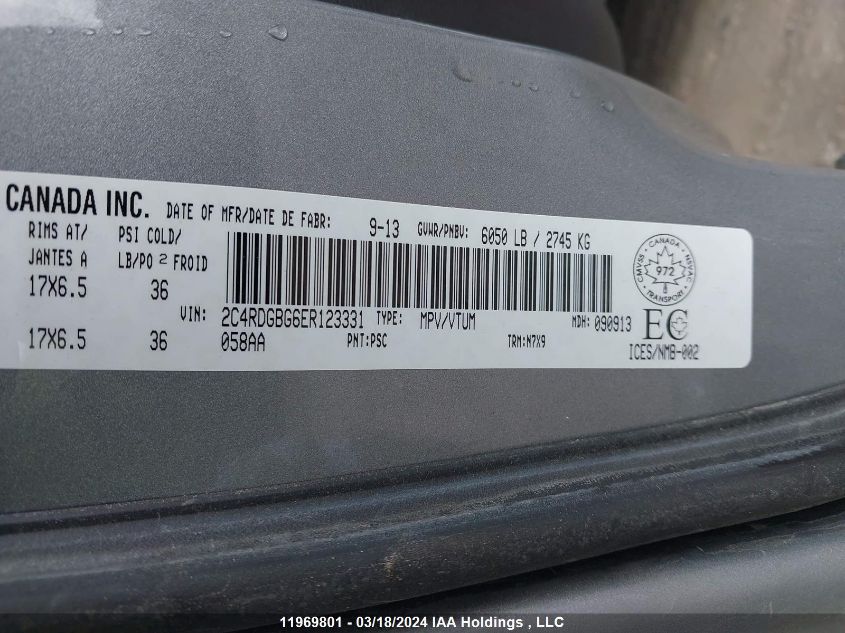 CANADA INC. DATE OF MFR/DATE DE FABR: 9-13 GVWR/PNBV: 6050 LB / 2745 KG
RIMS AT/ PSI COLD/
JANTES A LB/PO 2 FROID
17X6.5 36
VIN: 2C4RDGBG6ER123331 TYPE: MPV/VTUM MDH: 090913
17X6.5 36 058AA PNT:PSC TRM:N7X9
CANADA
CMVSS NSVAC
972
8
TRANSPORT
EC
ICES/NMB-002
11969801 - 03/18/2024 IAA Holdings , LLC